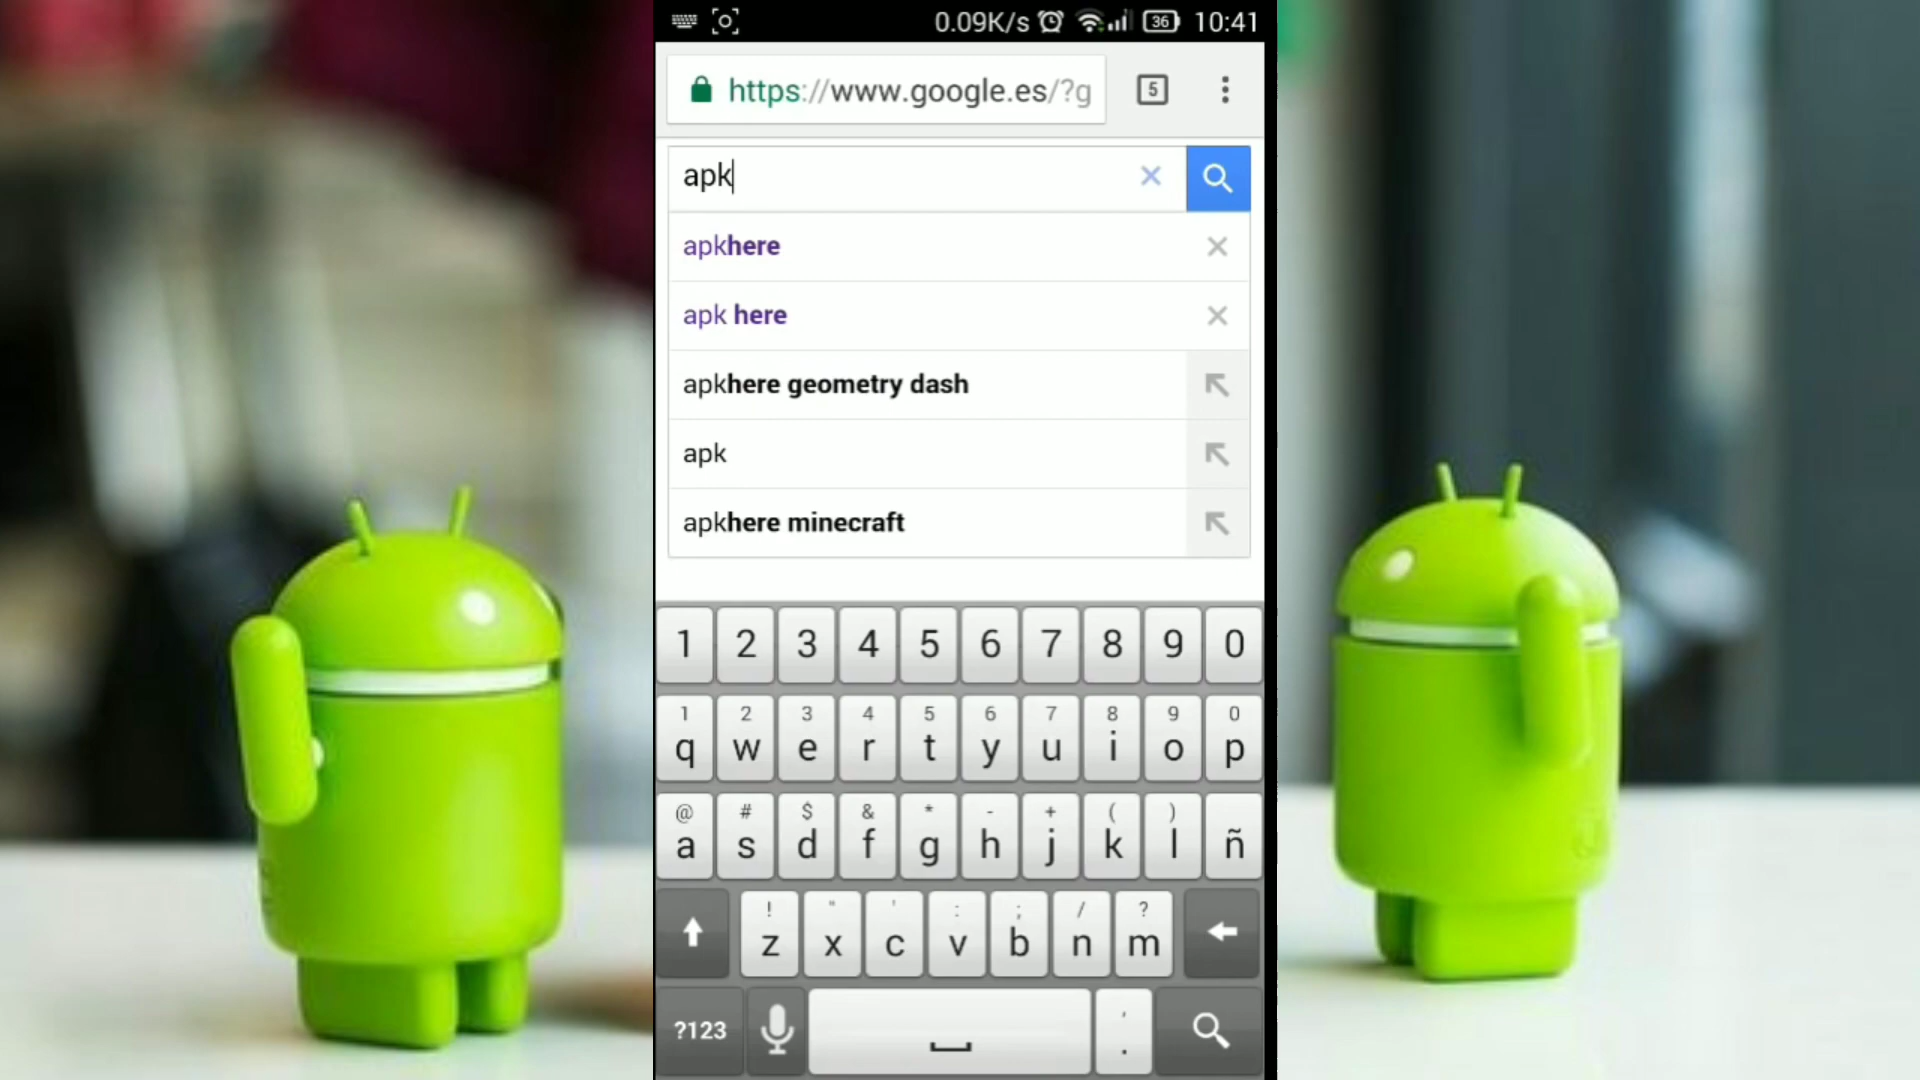 0.09K/s 36 10:41
https://www.google.es/?g 5
apk
apkhere
apk here
apkhere geometry dash
apk
apkhere minecraft
1 2 3 4 5 6 7 8 9 0
1 2 3 4 5 6 7 8 9 0
q w e r t y u i o p
@ # $ & * - + ( )
a s d f g h j k l ñ
! " ' : ; / ?
z x c v b n m
?123 ' .